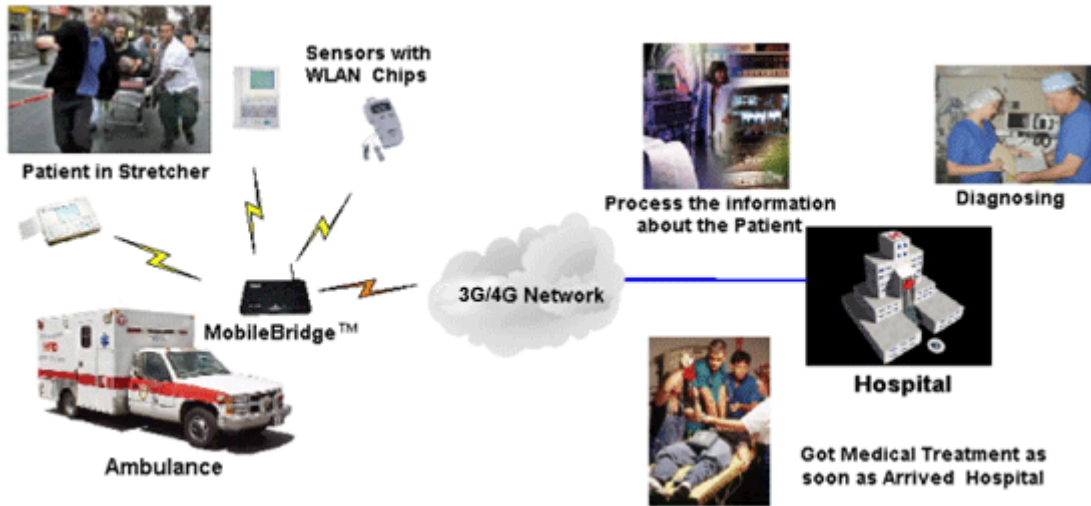 Sensors with
WLAN Chips
Patient in Stretcher
Process the information
about the Patient
Diagnosing
3G/4G Network
MobileBridge™
Hospital
Ambulance
Got Medical Treatment as
soon as Arrived Hospital